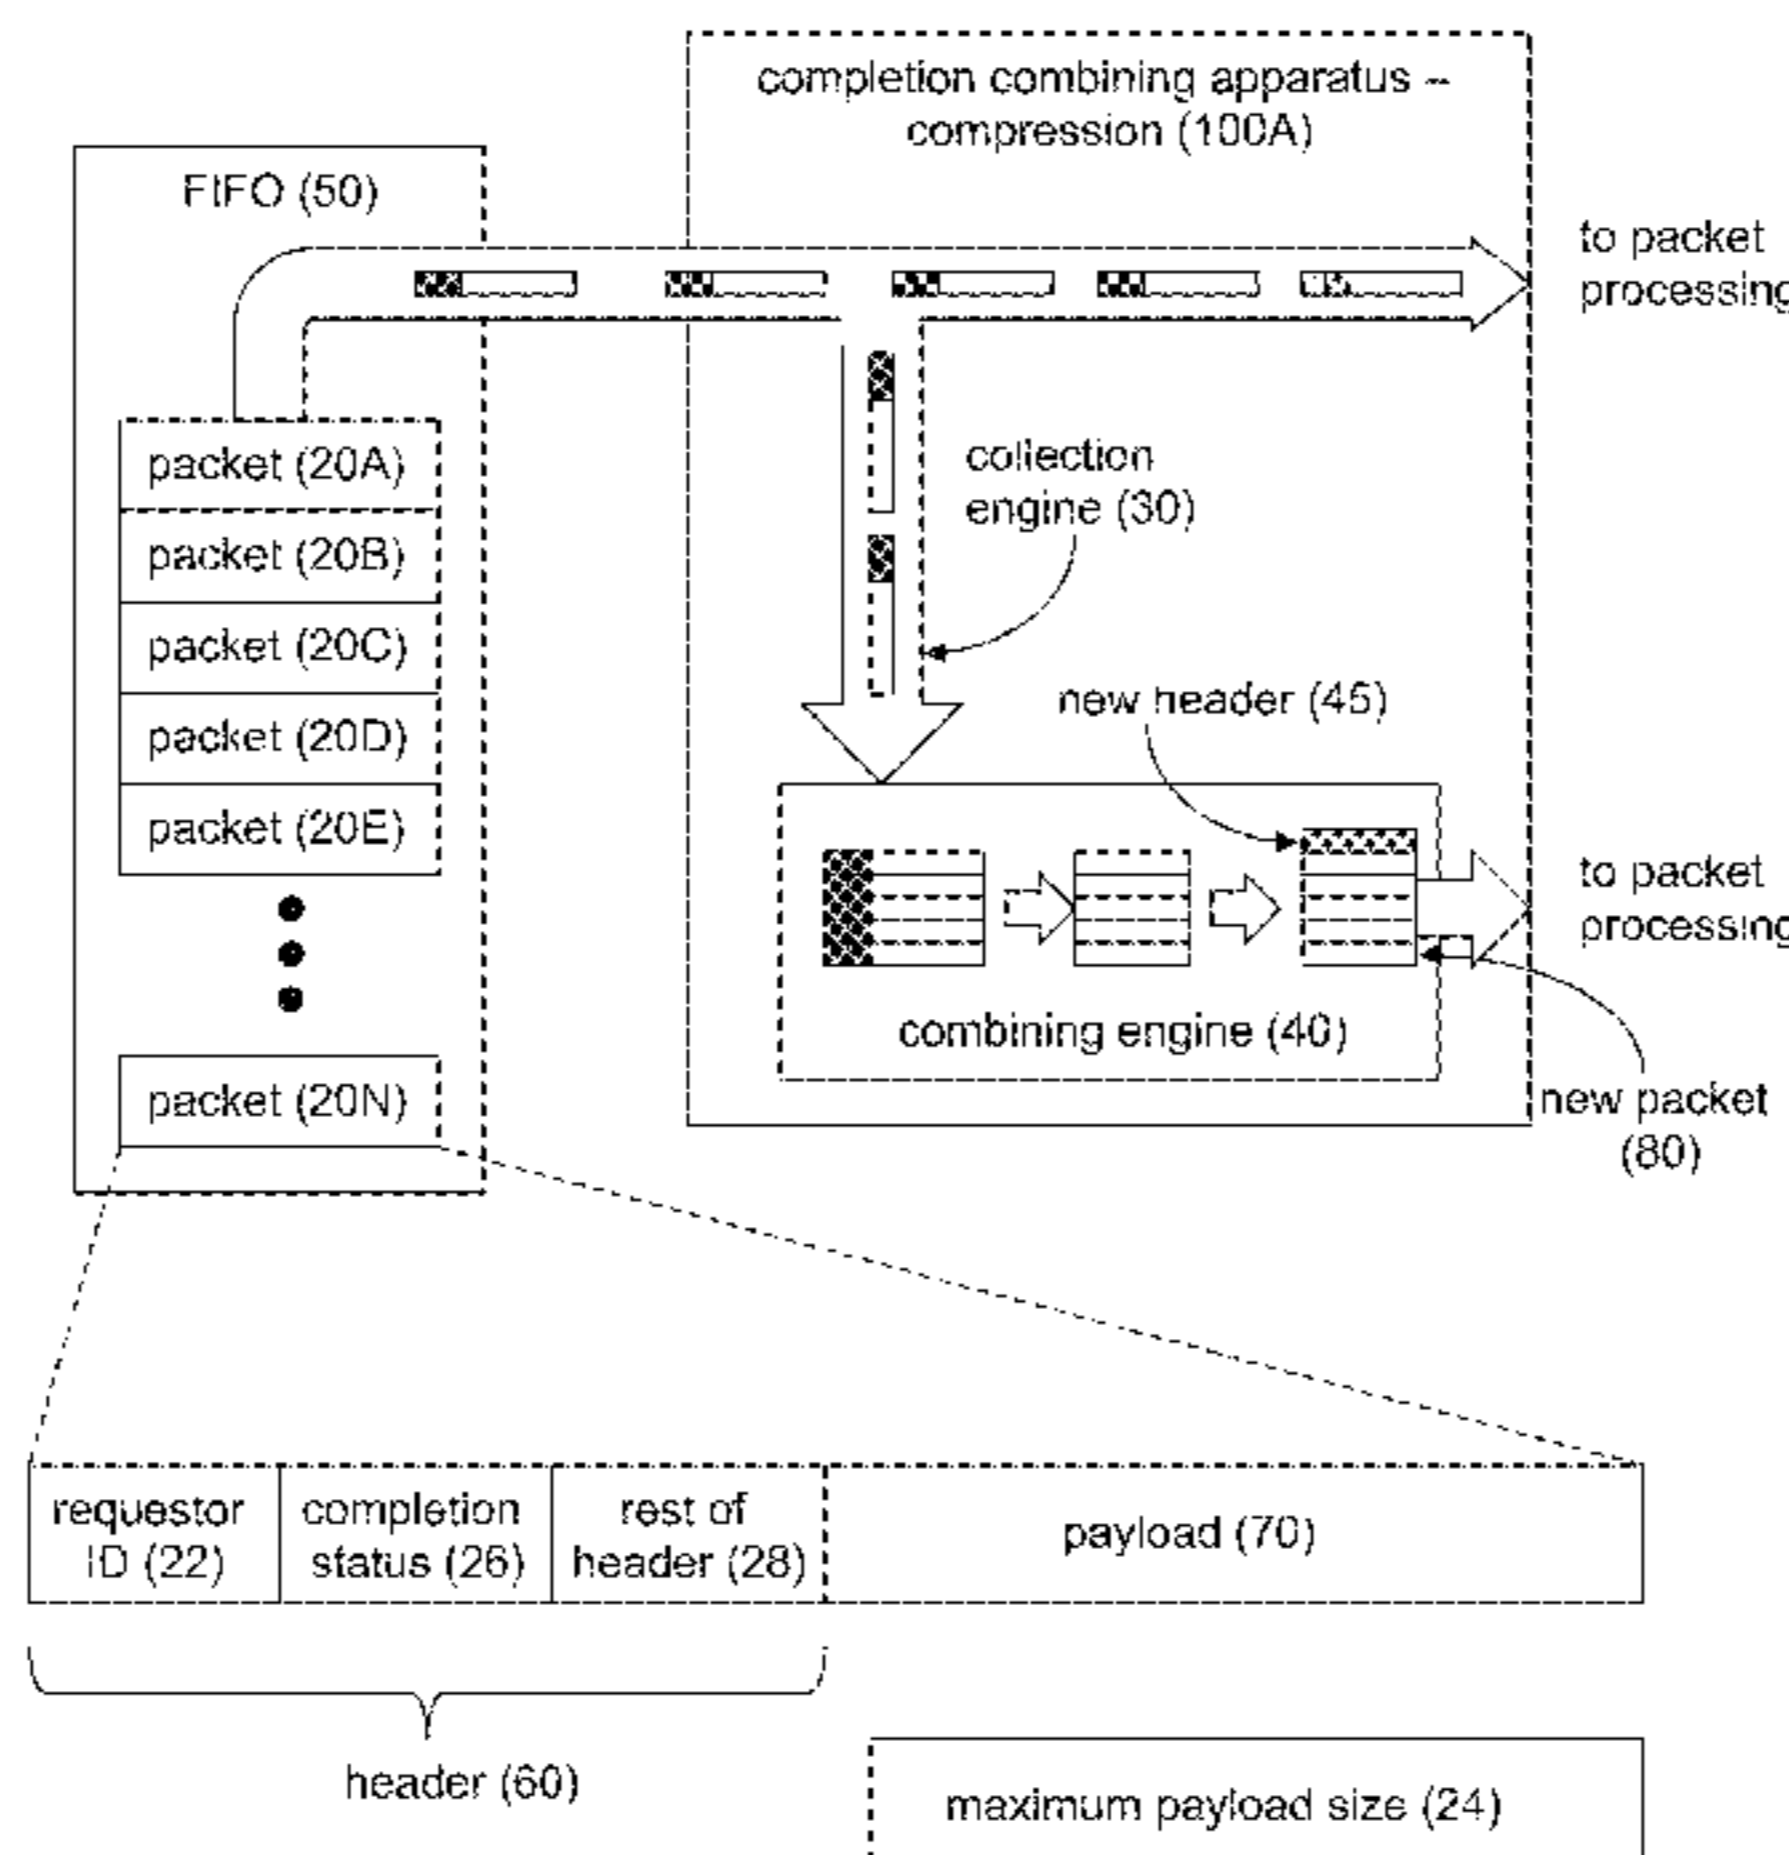 completion combining apparatus --
compression (100A)
FIFO (50)
to packet
processing
packet (20A)
packet (20B)
packet (20C)
packet (20D)
packet (20E)
packet (20N)
collection
engine (30)
new header (45)
to packet
processing
combining engine (40)
new packet
(80)
requestor
ID (22)
completion
status (26)
rest of
header (28)
payload (70)
header (60)
maximum payload size (24)